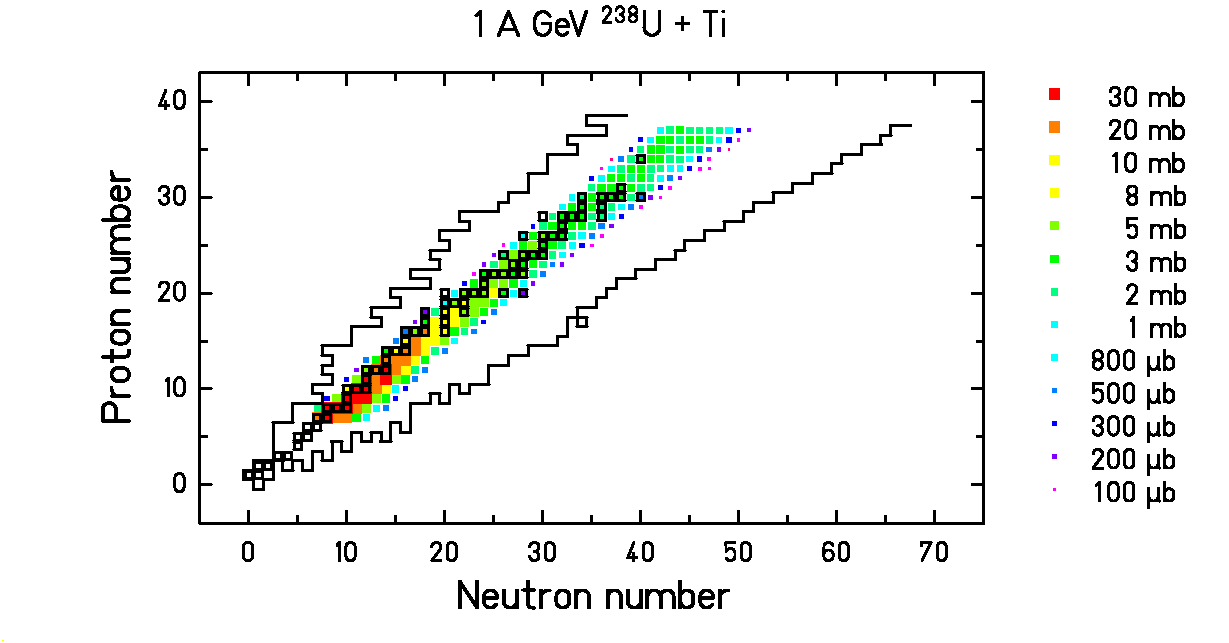 1 A GeV ²³⁸U + Ti
Proton number
40
30
20
10
0
0 10 20 30 40 50 60 70
Neutron number
30 mb
20 mb
10 mb
8 mb
5 mb
3 mb
2 mb
1 mb
800 µb
500 µb
300 µb
200 µb
100 µb